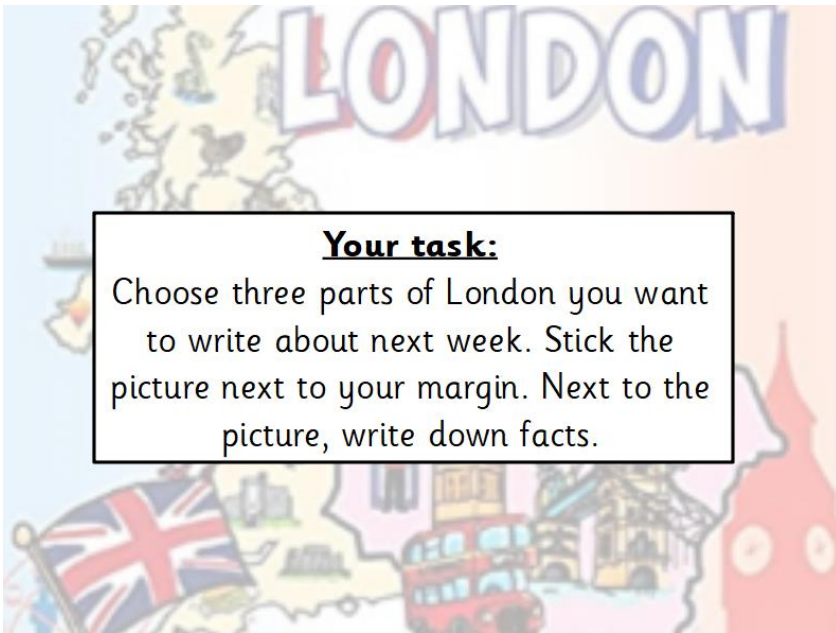 LONDON
Your task:
Choose three parts of London you want
to write about next week. Stick the
picture next to your margin. Next to the
picture, write down facts.